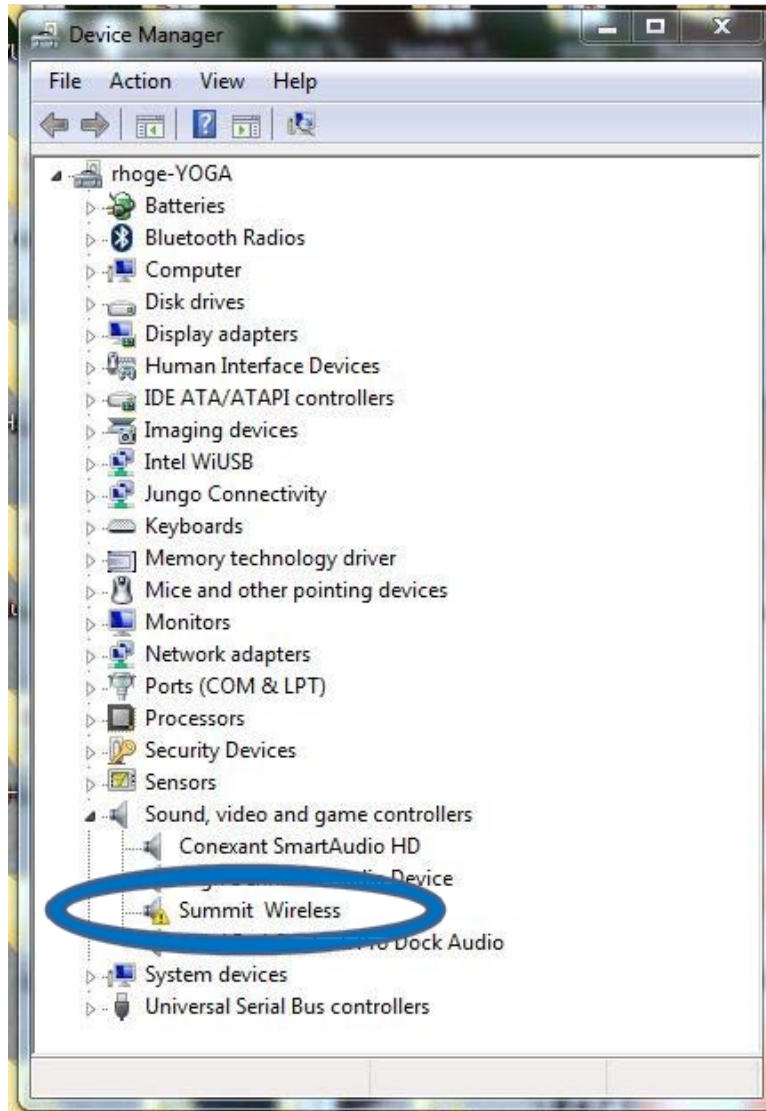 Device Manager
File Action View Help
rhoge-YOGA
Batteries
Bluetooth Radios
Computer
Disk drives
Display adapters
Human Interface Devices
IDE ATA/ATAPI controllers
Imaging devices
Intel WiUSB
Jungo Connectivity
Keyboards
Memory technology driver
Mice and other pointing devices
Monitors
Network adapters
Ports (COM & LPT)
Processors
Security Devices
Sensors
Sound, video and game controllers
Conexant SmartAudio HD
Device
Summit Wireless
Dock Audio
System devices
Universal Serial Bus controllers